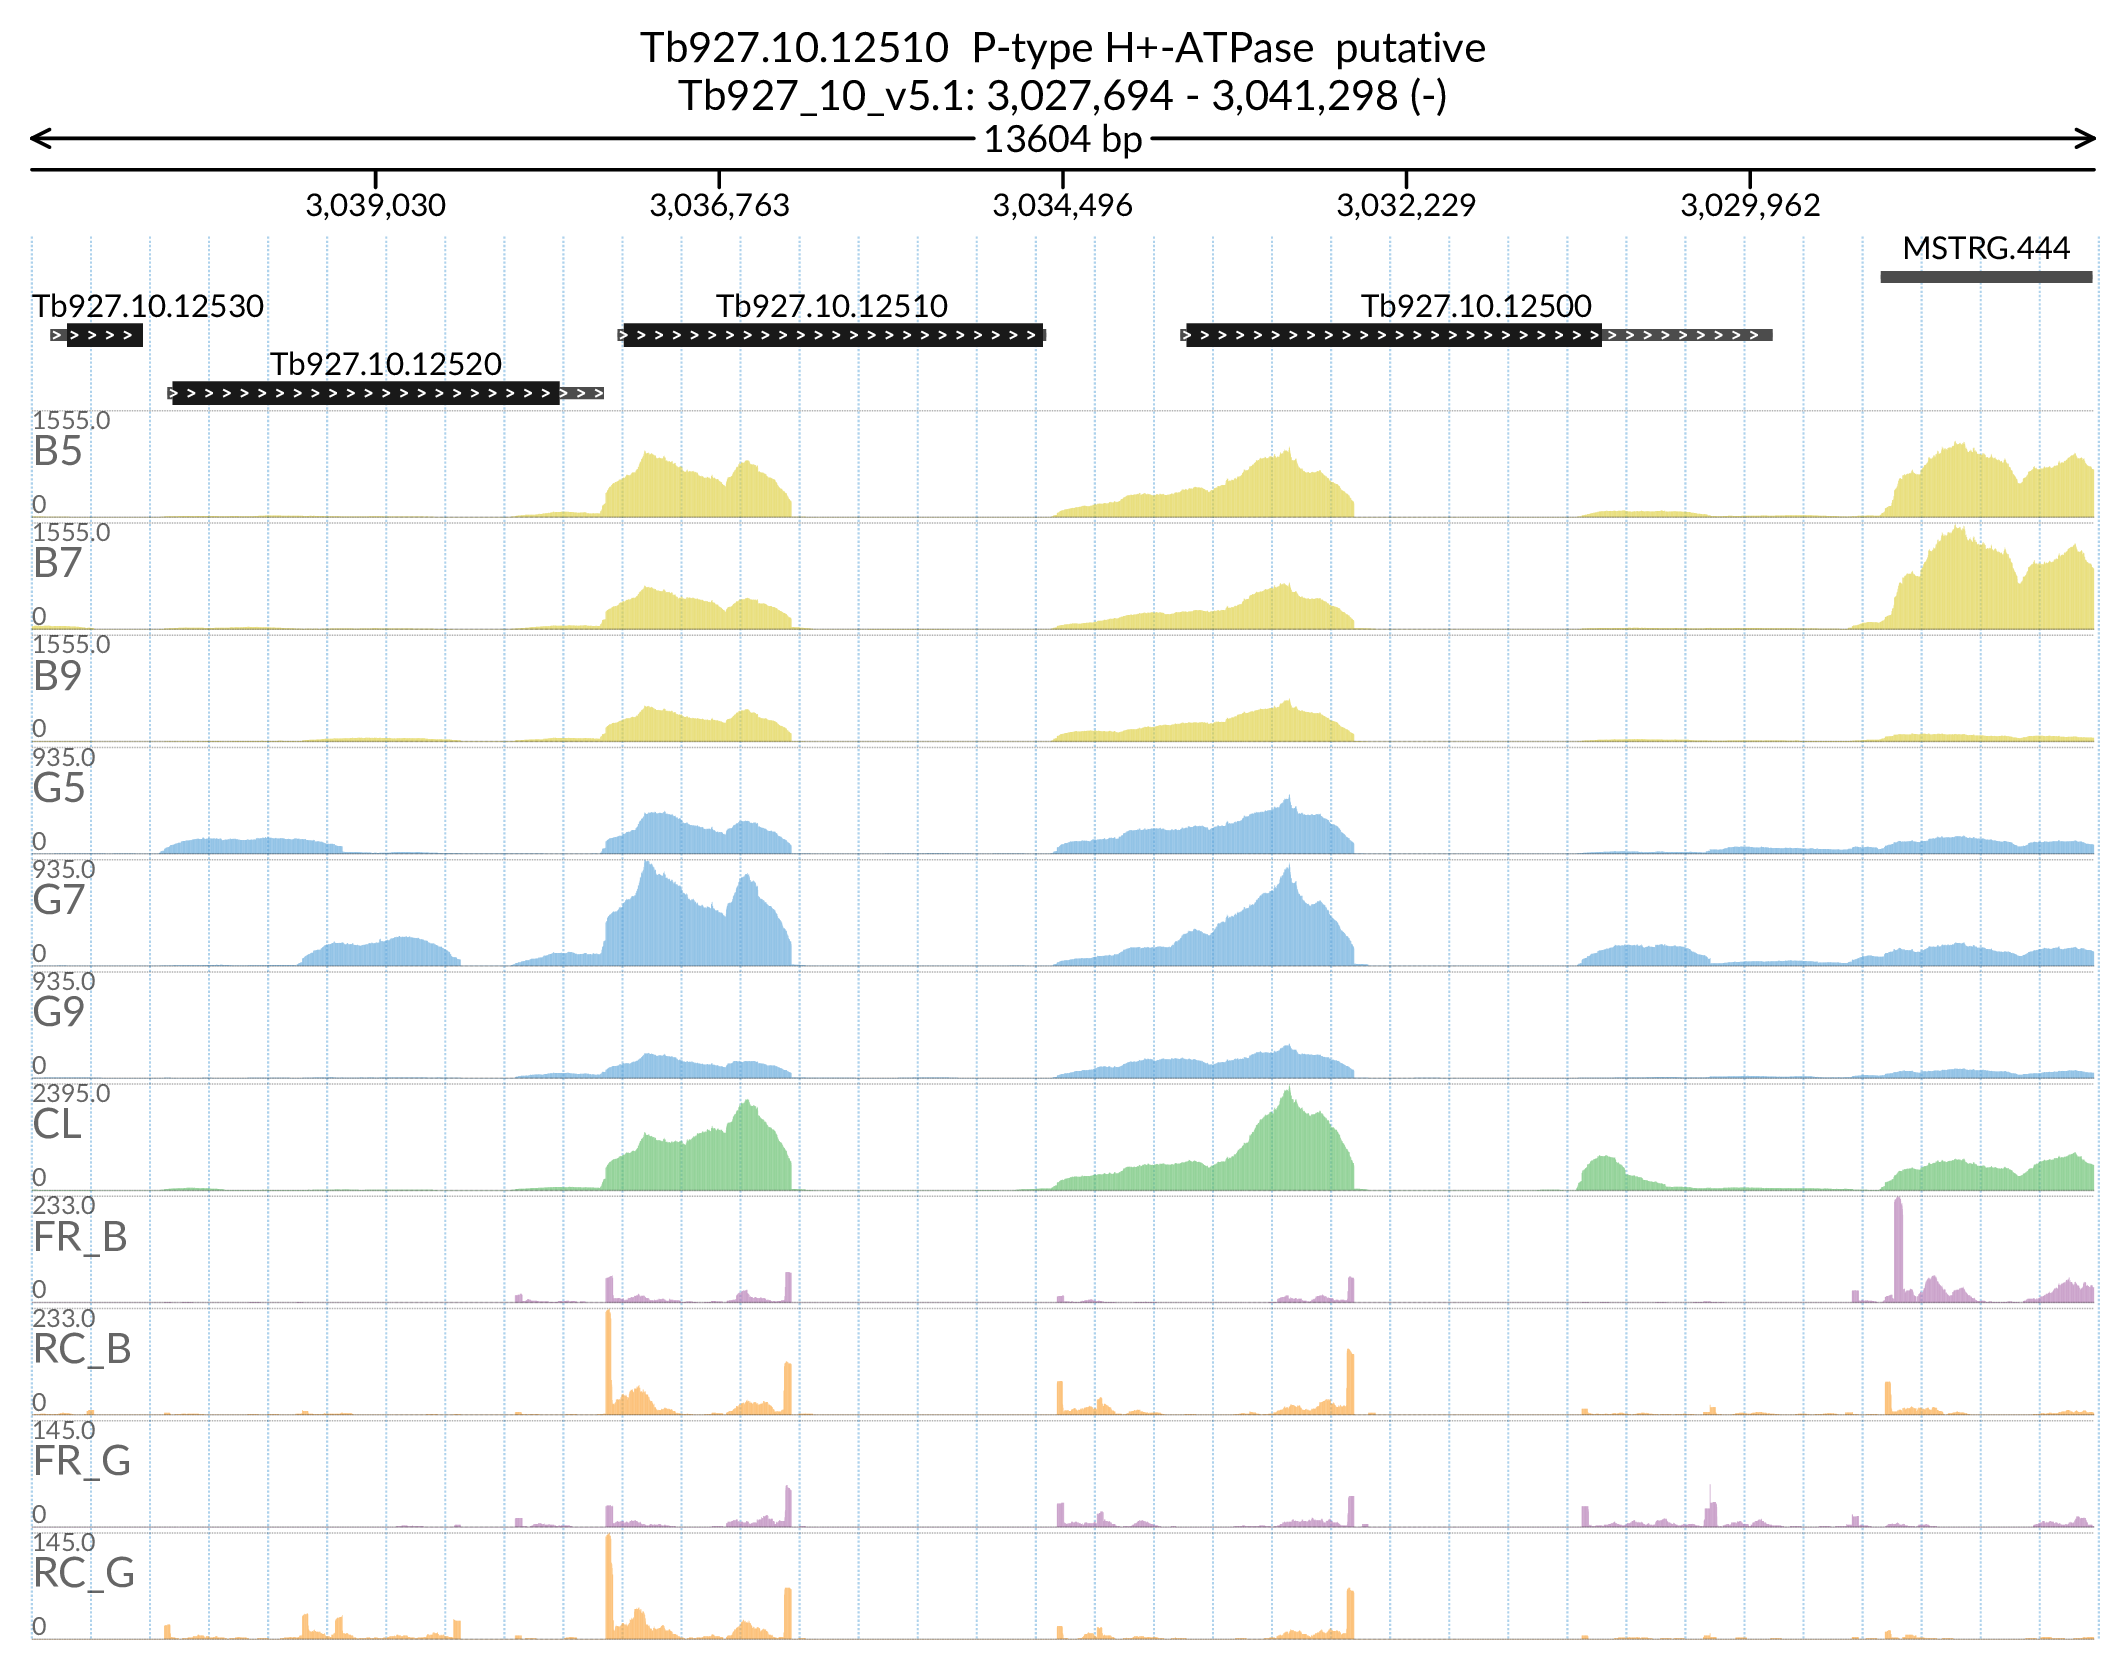 Tb927.10.12510 P-type H+-ATPase putative
Tb927_10_v5.1: 3,027,694 - 3,041,298 (-)
13604 bp
3,039,030 3,036,763 3,034,496 3,032,229 3,029,962
MSTRG.444
Tb927.10.12530 Tb927.10.12510 Tb927.10.12500
Tb927.10.12520
1555.0
B5
0
1555.0
B7
0
1555.0
B9
0
935.0
G5
0
935.0
G7
0
935.0
G9
0
2395.0
CL
0
233.0
FR_B
0
233.0
RC_B
0
145.0
FR_G
0
145.0
RC_G
0